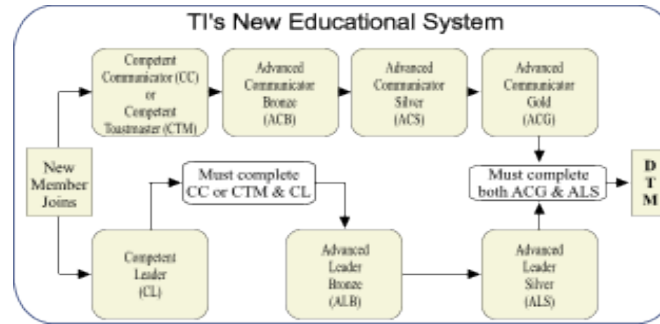 TI's New Educational System
Competent
Communicator (CC)
or
Competent
Toastmaster (CTM)
Advanced
Communicator
Bronze
(ACB)
Advanced
Communicator
Silver
(ACS)
Advanced
Communicator
Gold
(ACG)
New
Member
Joins
Must complete
CC or CTM & CL
Must complete
both ACG & ALS
D
T
M
Competent
Leader
(CL)
Advanced
Leader
Bronze
(ALB)
Advanced
Leader
Silver
(ALS)